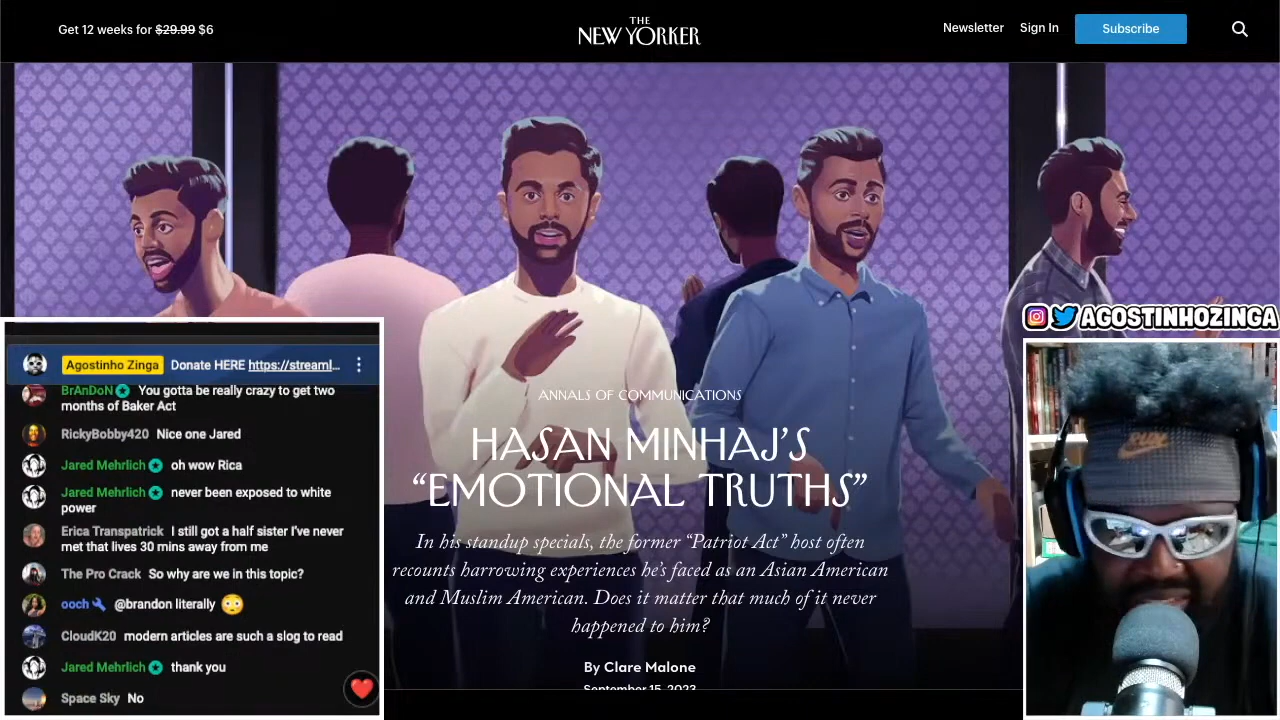 Get 12 weeks for $29.99 $6
THE
NEW YORKER
Newsletter Sign In Subscribe
ANNALS OF COMMUNICATIONS
HASAN MINHAJ'S
“EMOTIONAL TRUTHS”
In his standup specials, the former “Patriot Act” host often
recounts harrowing experiences he's faced as an Asian American
and Muslim American. Does it matter that much of it never
happened to him?
By Clare Malone
September 15, 2023
Agostinho Zinga Donate HERE https://streaml...
BrAnDoN You gotta be really crazy to get two
months of Baker Act
RickyBobby420 Nice one Jared
Jared Mehrlich oh wow Rica
Jared Mehrlich never been exposed to white
power
Erica Transpatrick I still got a half sister I've never
met that lives 30 mins away from me
The Pro Crack So why are we in this topic?
ooch @brandon literally 😳
CloudK20 modern articles are such a slog to read
Jared Mehrlich thank you
Space Sky No
AGOSTINHOZINGA
RUN